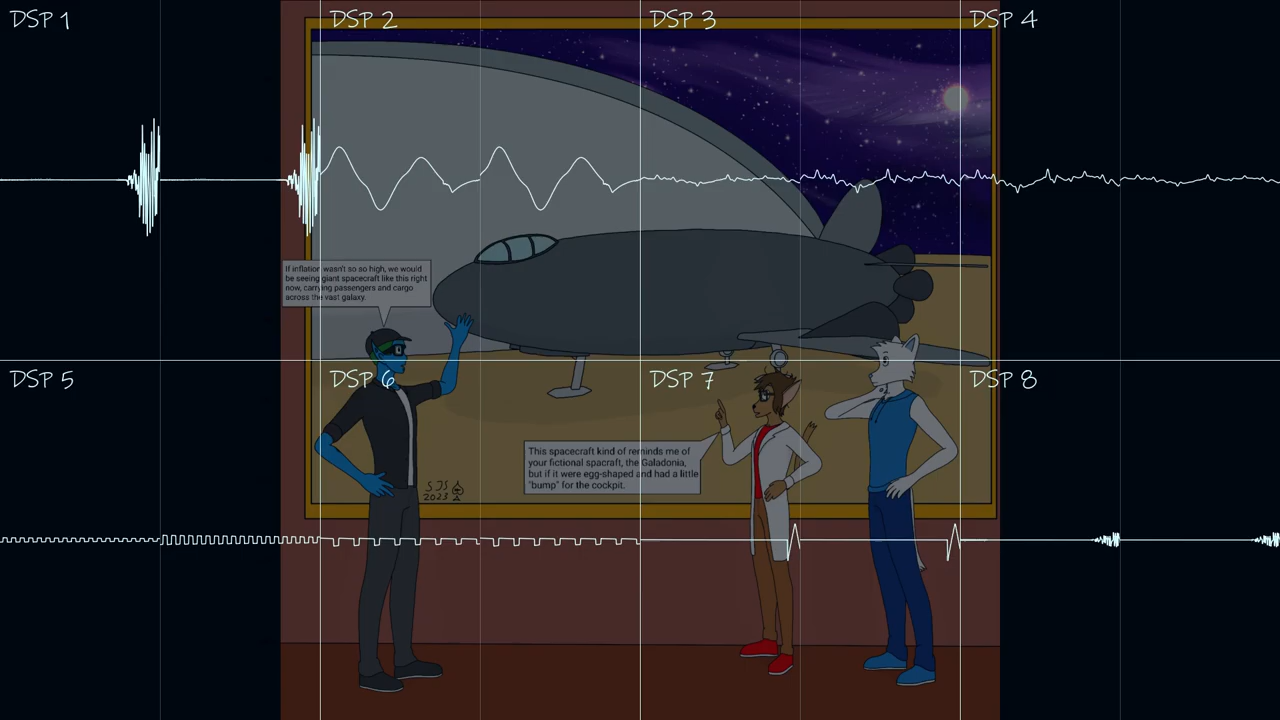 DSP 1
DSP 2
DSP 3
DSP 4
If inflation wasn't so so high, we would
be seeing giant spacecraft like this right
now, carrying passengers and cargo
across the vast galaxy.
DSP 5
DSP 6
DSP 7
DSP 8
This spacecraft kind of reminds me of
your fictional spacraft, the Galadonia,
but if it were egg-shaped and had a little
"bump" for the cockpit.
SJS
2023